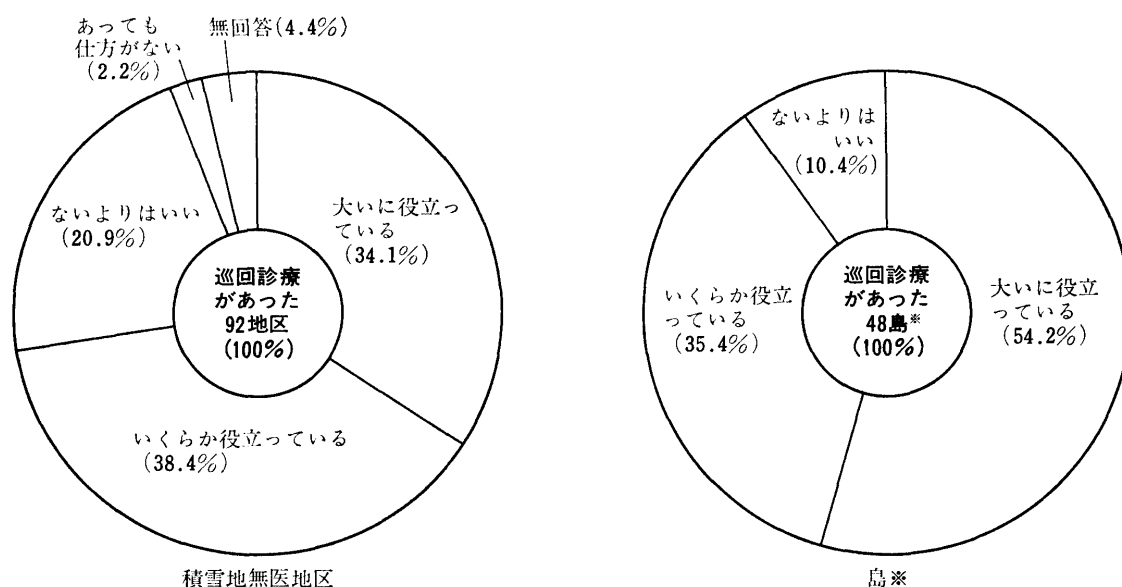 あっても
仕方がない
(2.2%)
無回答(4.4%)
大いに役立っ
ている
(34.1%)
ないよりはいい
(20.9%)
巡回診療
があった
92地区
(100%)
いくらか役立っている
(38.4%)
積雪地無医地区
ないよりは
いい
(10.4%)
いくらか役立
っている
(35.4%)
巡回診療
があった
48島※
(100%)
大いに役立
っている
(54.2%)
島※